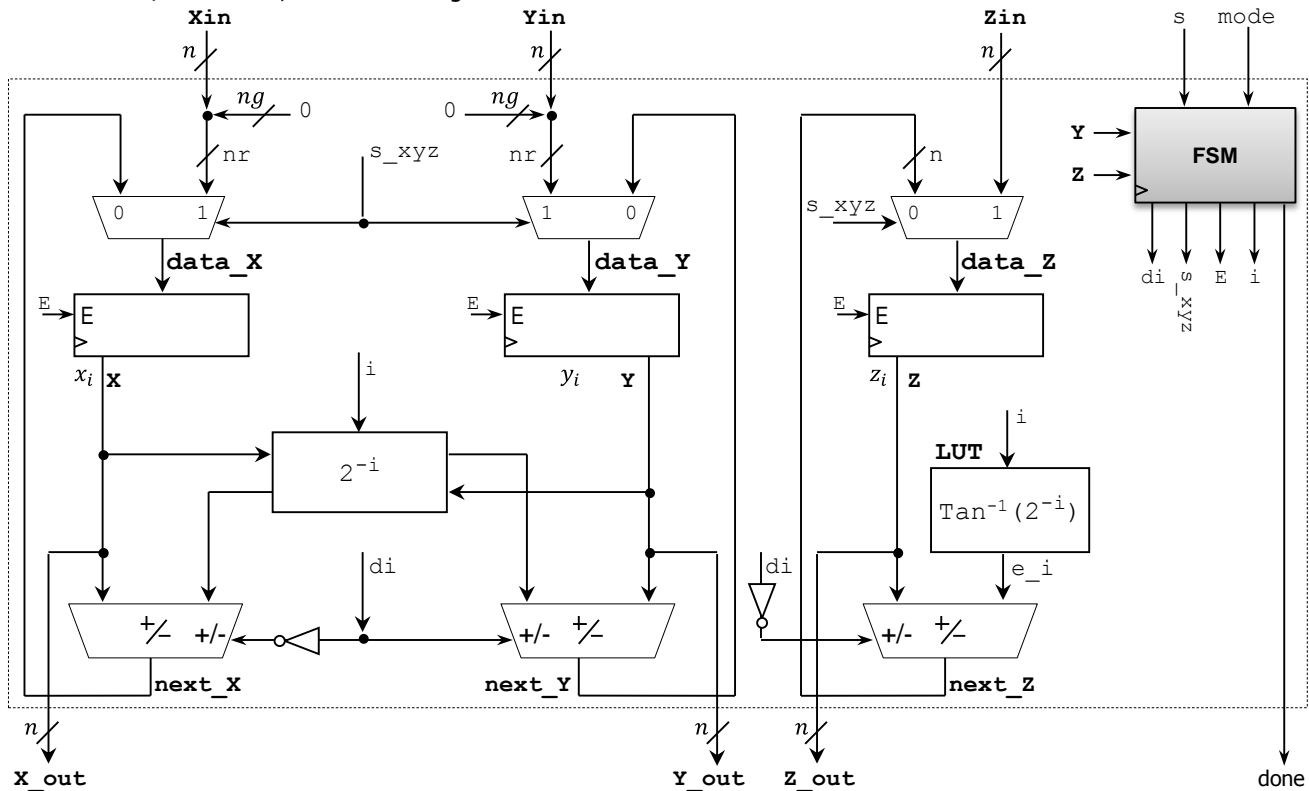 Xin Yin Zin s mode
n n n
ng 0 0 ng
nr nr s_xyz n
Y
Z
FSM
0 1 1 0 s_xyz 0 1
data_X data_Y data_Z
di s_xyz E i
E E E E E E
x_i X y_i Y z_i Z
i i
LUT
2^-i
Tan^-1(2^-i)
di di e_i
+/- +/- +/- +/- +/- +/-
next_X next_Y next_Z
n n n
X_out Y_out Z_out done